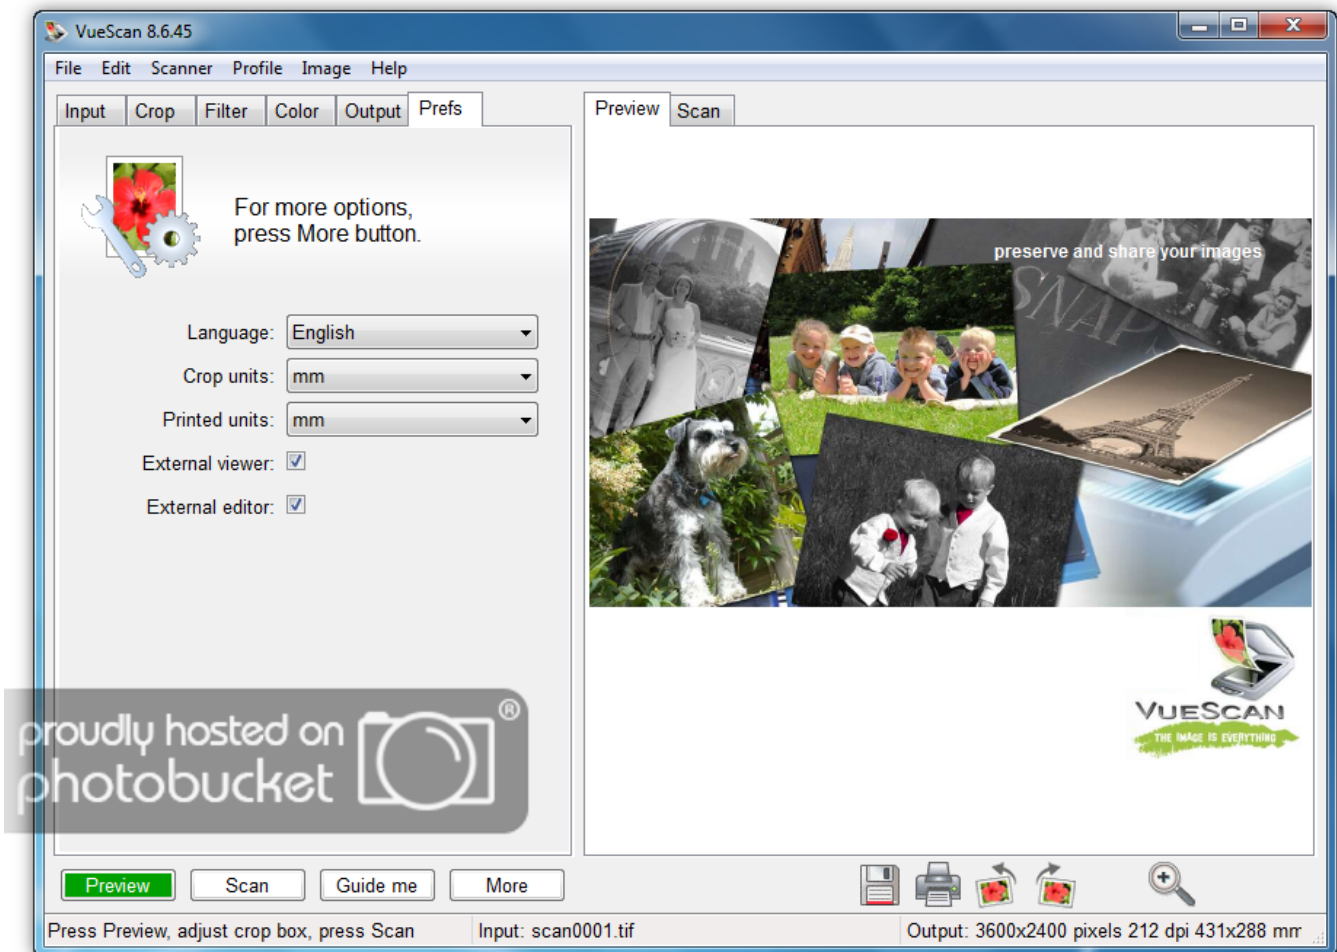 VueScan 8.6.45
File Edit Scanner Profile Image Help
Input Crop Filter Color Output Prefs
For more options,
press More button.
Language: English
Crop units: mm
Printed units: mm
External viewer:
External editor:
Preview Scan
preserve and share your images
SNAP
VUESCAN
THE IMAGE IS EVERYTHING
proudly hosted on
photobucket ®
Preview Scan Guide me More
Press Preview, adjust crop box, press Scan Input: scan0001.tif Output: 3600x2400 pixels 212 dpi 431x288 mm